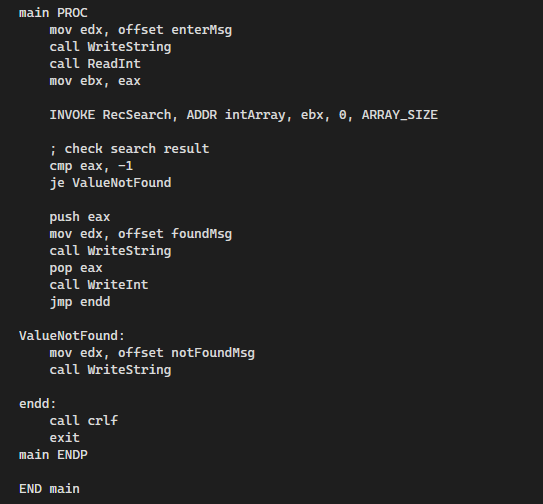 main PROC
    mov edx, offset enterMsg
    call WriteString
    call ReadInt
    mov ebx, eax

    INVOKE RecSearch, ADDR intArray, ebx, 0, ARRAY_SIZE

    ; check search result
    cmp eax, -1
    je ValueNotFound

    push eax
    mov edx, offset foundMsg
    call WriteString
    pop eax
    call WriteInt
    jmp endd

ValueNotFound:
    mov edx, offset notFoundMsg
    call WriteString

endd:
    call crlf
    exit
main ENDP

END main